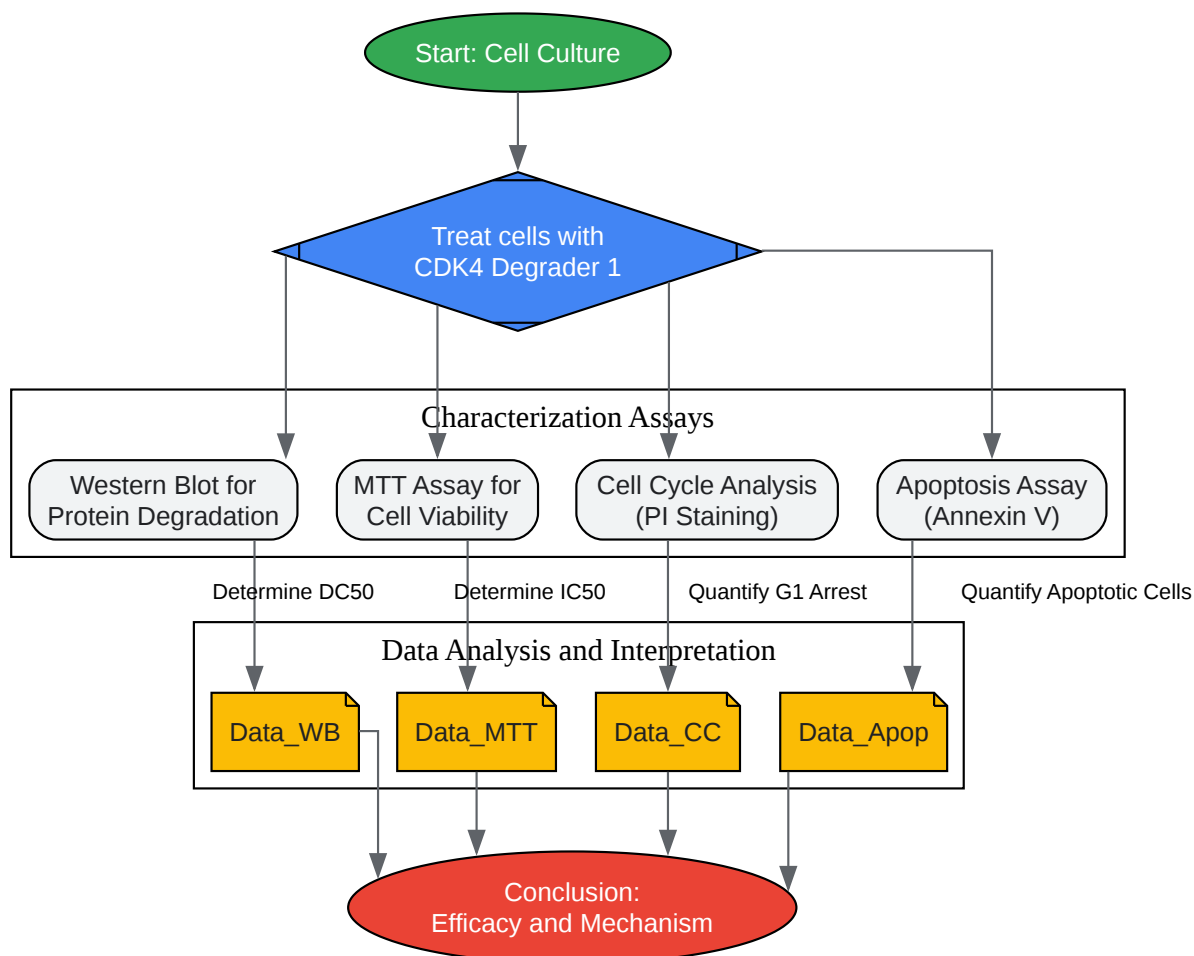 Start: Cell Culture
Treat cells with
CDK4 Degrader 1
Characterization Assays
Western Blot for
Protein Degradation
MTT Assay for
Cell Viability
Cell Cycle Analysis
(PI Staining)
Apoptosis Assay
(Annexin V)
Determine DC50
Determine IC50
Quantify G1 Arrest
Quantify Apoptotic Cells
Data Analysis and Interpretation
Data_WB
Data_MTT
Data_CC
Data_Apop
Conclusion:
Efficacy and Mechanism